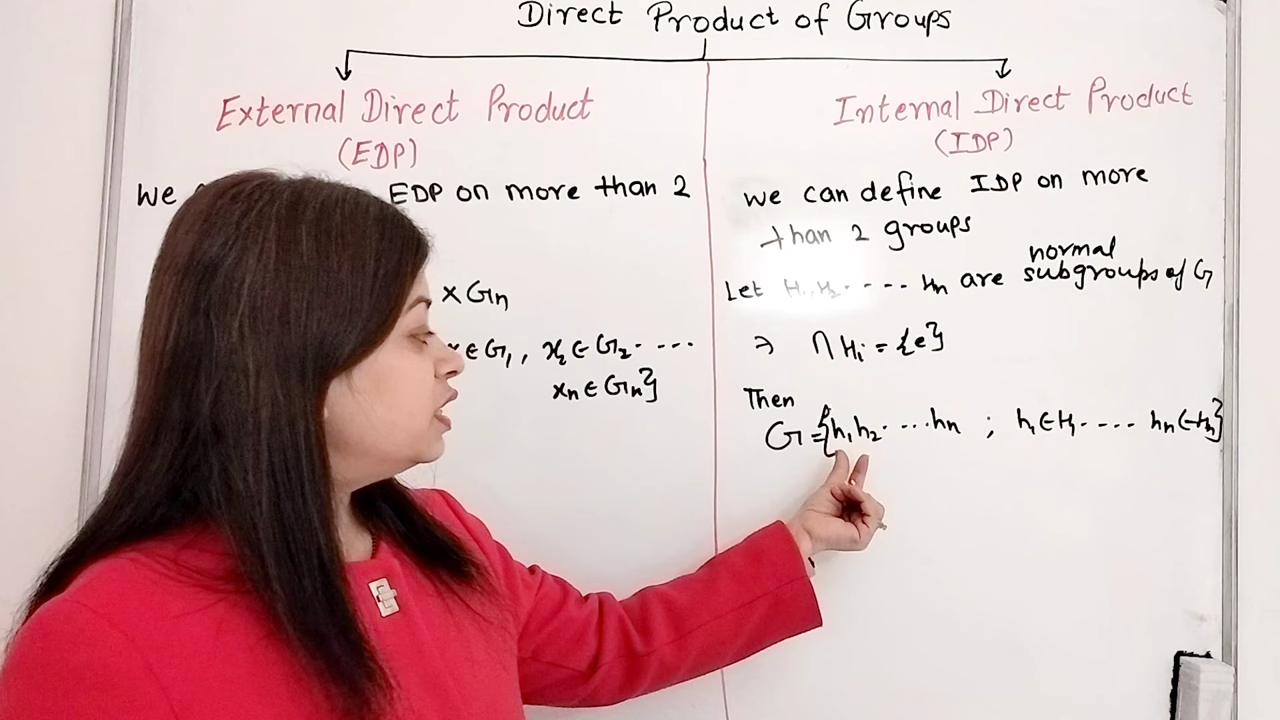 Direct Product of Groups
External Direct Product
(EDP)
We EDP on more than 2
x Gn
∈ G1, x2 ∈ G2 - ---
xn ∈ Gn}
Internal Direct Product
(IDP)
we can define IDP on more
than 2 groups
normal
Let H1, H2 - - - - Hn are subgroups of G
⇒ ∩Hi = {e}
Then
G = {h1h2 - ...hn ; h1 ∈ H1 - - - - hn ∈ Hn}